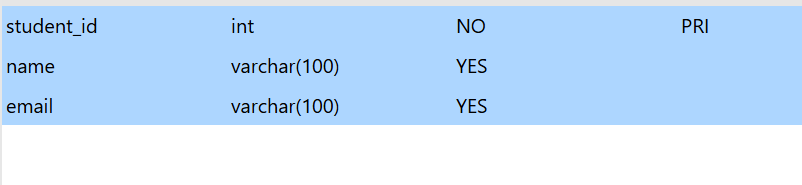 student_id int NO PRI
name varchar(100) YES
email varchar(100) YES